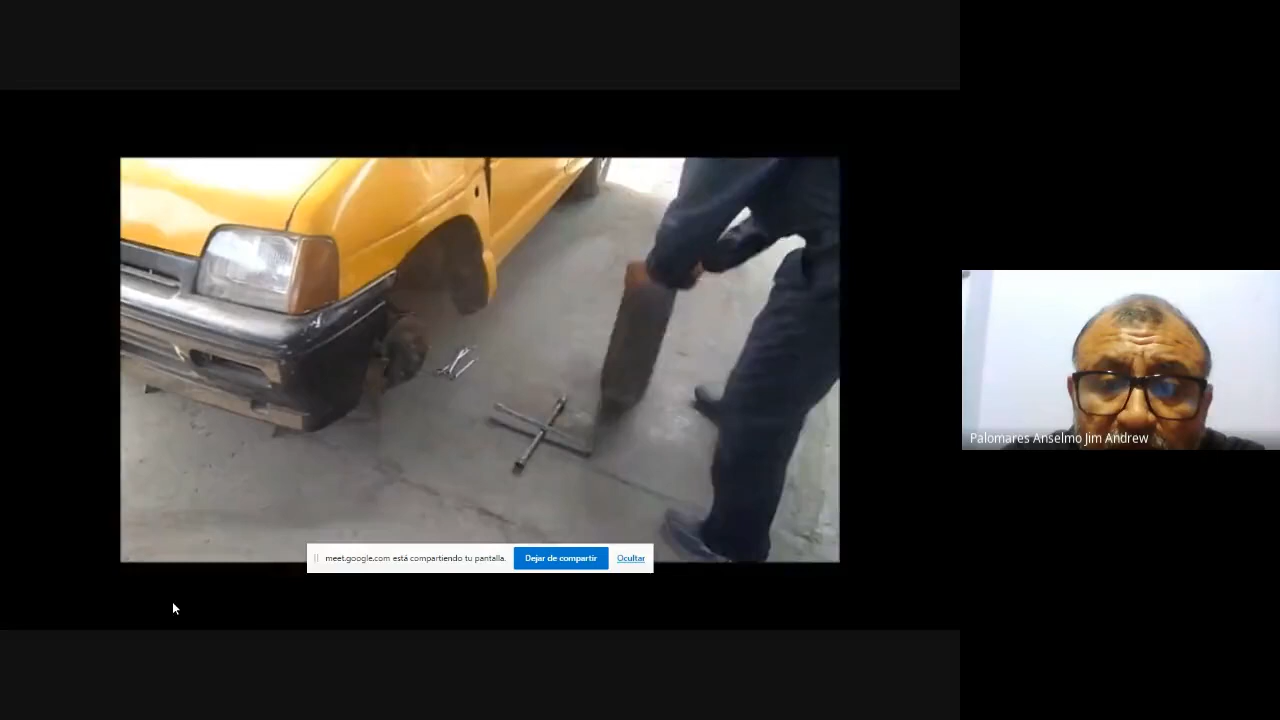 meet.google.com está compartiendo tu pantalla.
Dejar de compartir
Ocultar
Palomares Anselmo Jim Andrew